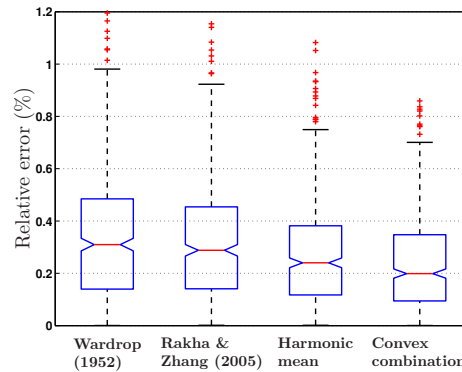 1.2
1
0.8
0.6
0.4
0.2
0
Relative error (%)
Wardrop (1952)
Rakha & Zhang (2005)
Harmonic mean
Convex combination